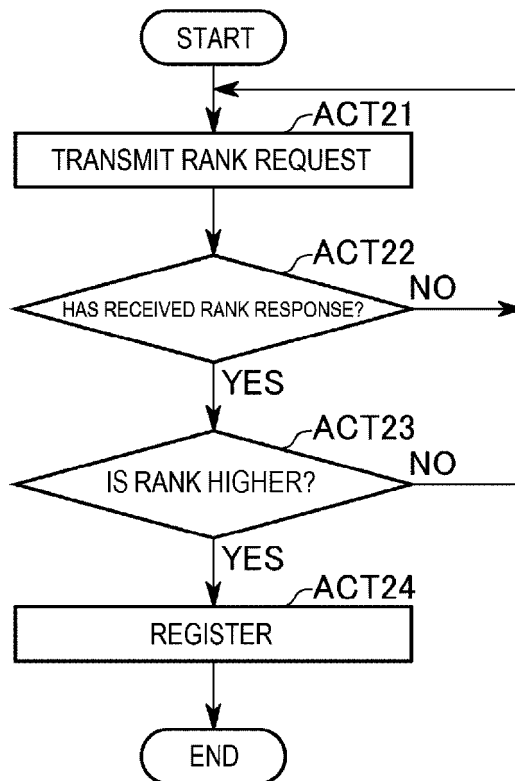 START
ACT21
TRANSMIT RANK REQUEST
ACT22
HAS RECEIVED RANK RESPONSE?
NO
YES
ACT23
IS RANK HIGHER?
NO
YES
ACT24
REGISTER
END